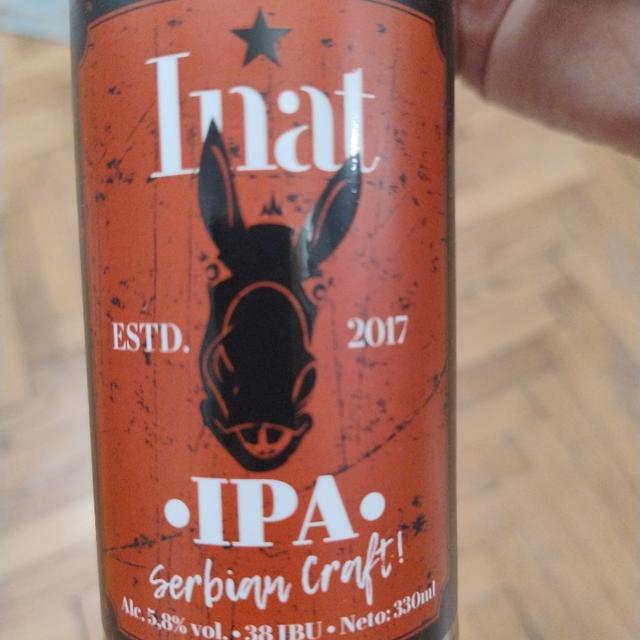 Inat
ESTD. 2017
•IPA•
Serbian Craft!
Alc. 5,8% vol. • 38 IBU • Neto: 330ml